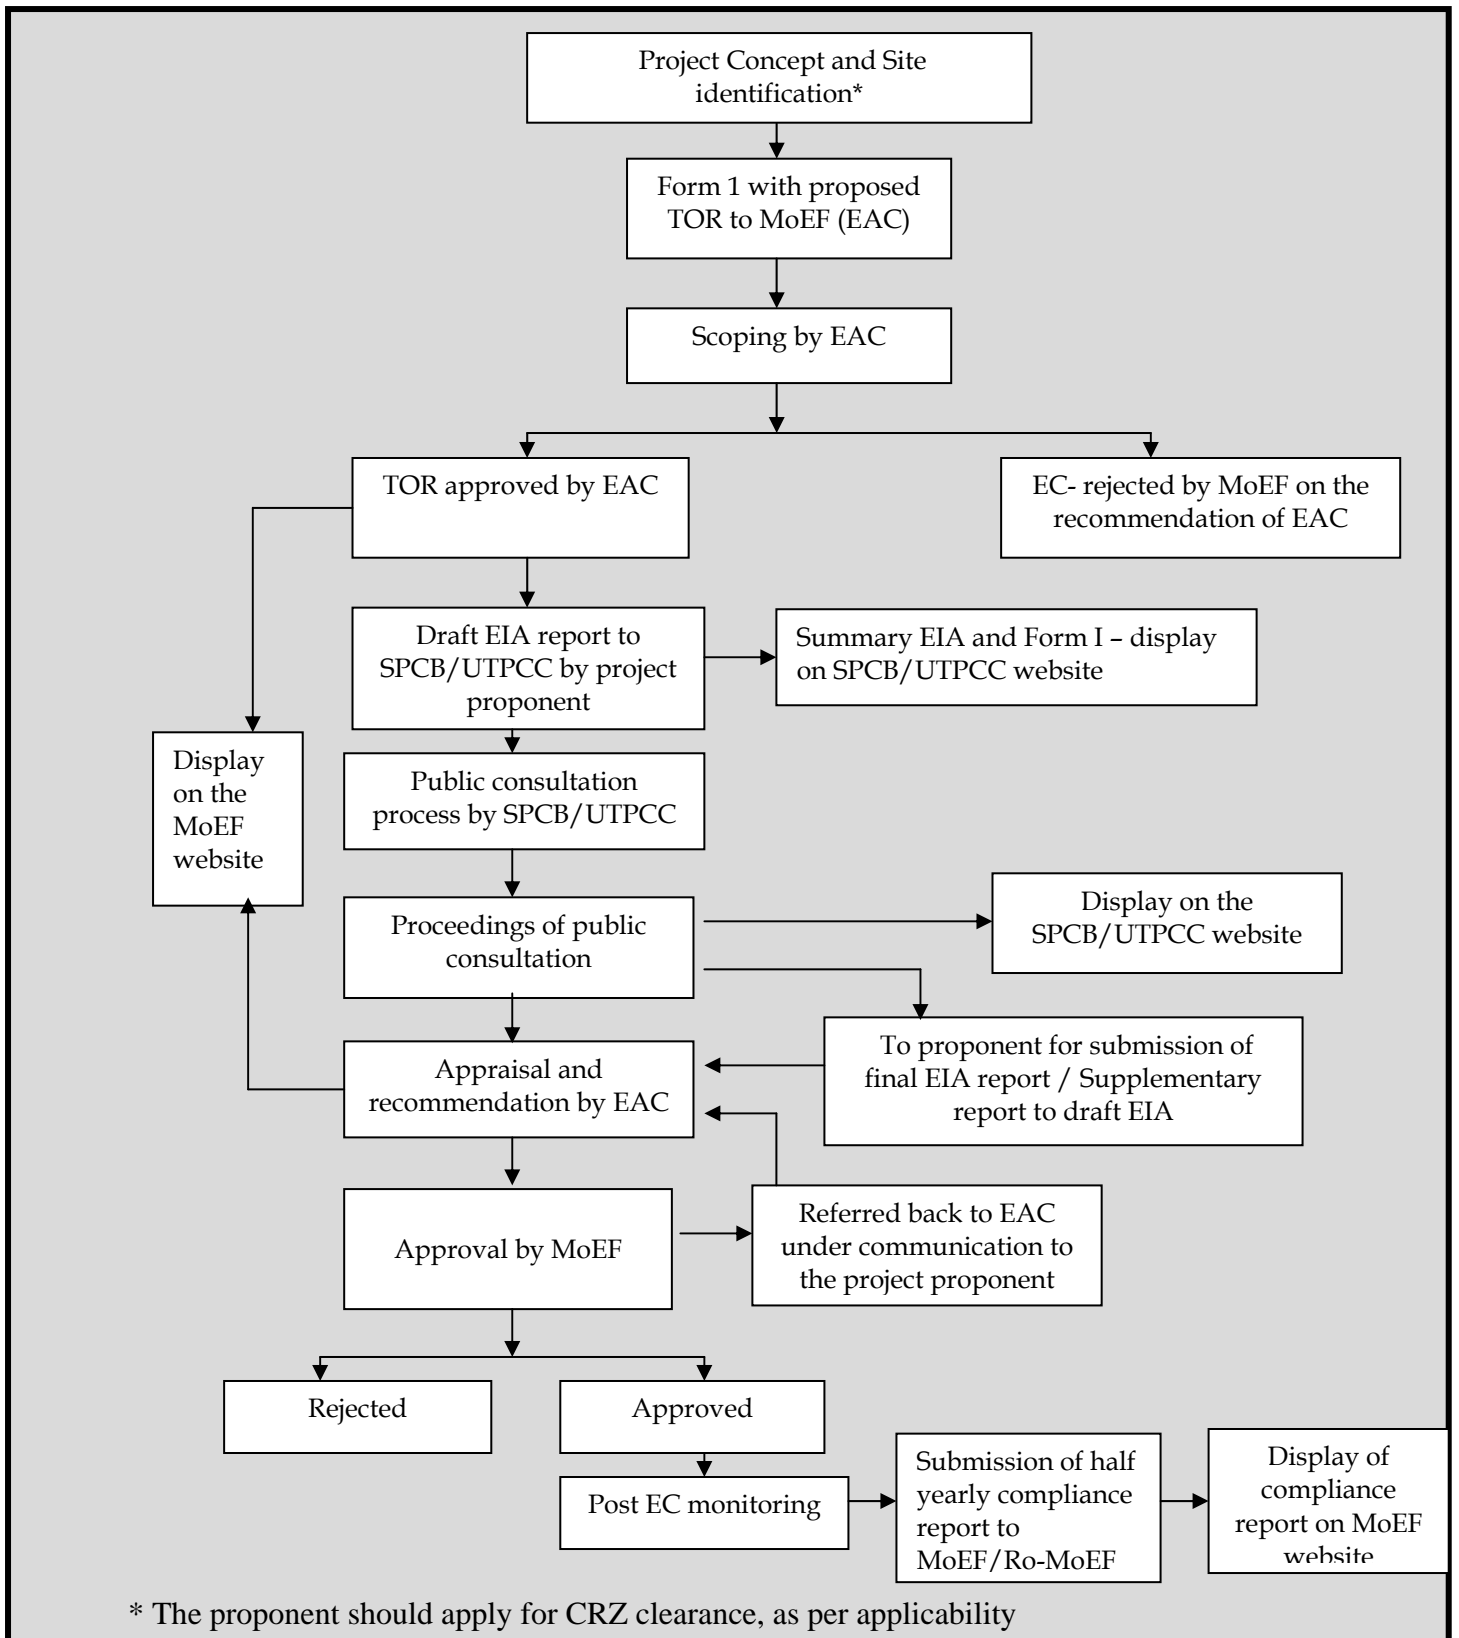 Project Concept and Site
identification*
Form 1 with proposed
TOR to MoEF (EAC)
Scoping by EAC
TOR approved by EAC
EC- rejected by MoEF on the
recommendation of EAC
Draft EIA report to
SPCB/UTPCC by project
proponent
Summary EIA and Form I – display
on SPCB/UTPCC website
Display
on the
MoEF
website
Public consultation
process by SPCB/UTPCC
Proceedings of public
consultation
Display on the
SPCB/UTPCC website
To proponent for submission of
final EIA report / Supplementary
report to draft EIA
Appraisal and
recommendation by EAC
Approval by MoEF
Referred back to EAC
under communication to
the project proponent
Rejected
Approved
Post EC monitoring
Submission of half
yearly compliance
report to
MoEF/Ro-MoEF
Display of
compliance
report on MoEF
website
* The proponent should apply for CRZ clearance, as per applicability